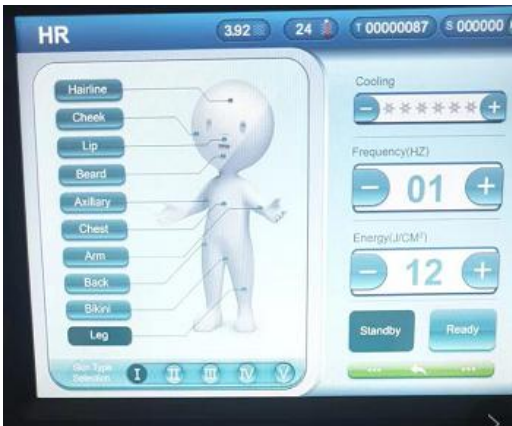 HR
3.92
24
T 00000087
S 000000
Hairline
Cheek
Lip
Beard
Axillary
Chest
Arm
Back
Bikini
Leg
Skin Type
Selection
I
II
III
IV
V
Cooling
Frequency(HZ)
01
Energy(J/CM²)
12
Standby
Ready